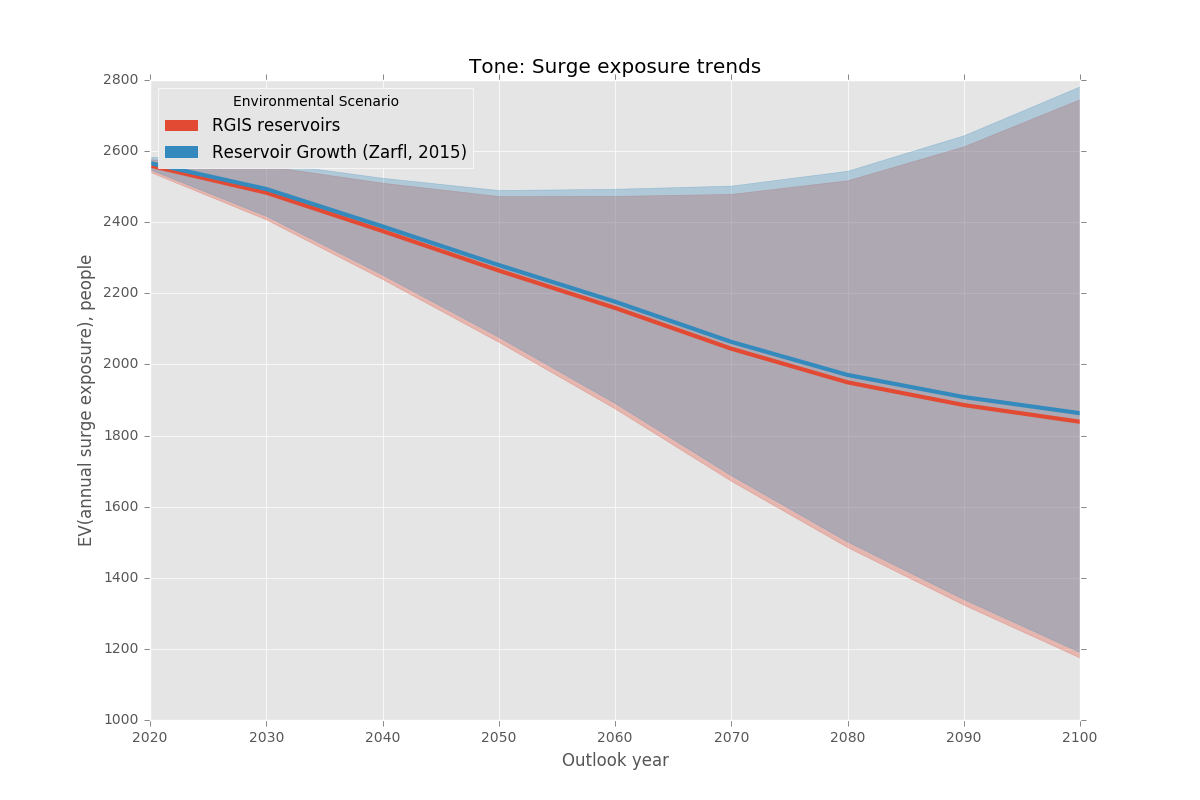 Tone: Surge exposure trends
Environmental Scenario
RGIS reservoirs
Reservoir Growth (Zarfl, 2015)
EV(annual surge exposure), people
2800
2600
2400
2200
2000
1800
1600
1400
1200
1000
2020 2030 2040 2050 2060 2070 2080 2090 2100
Outlook year